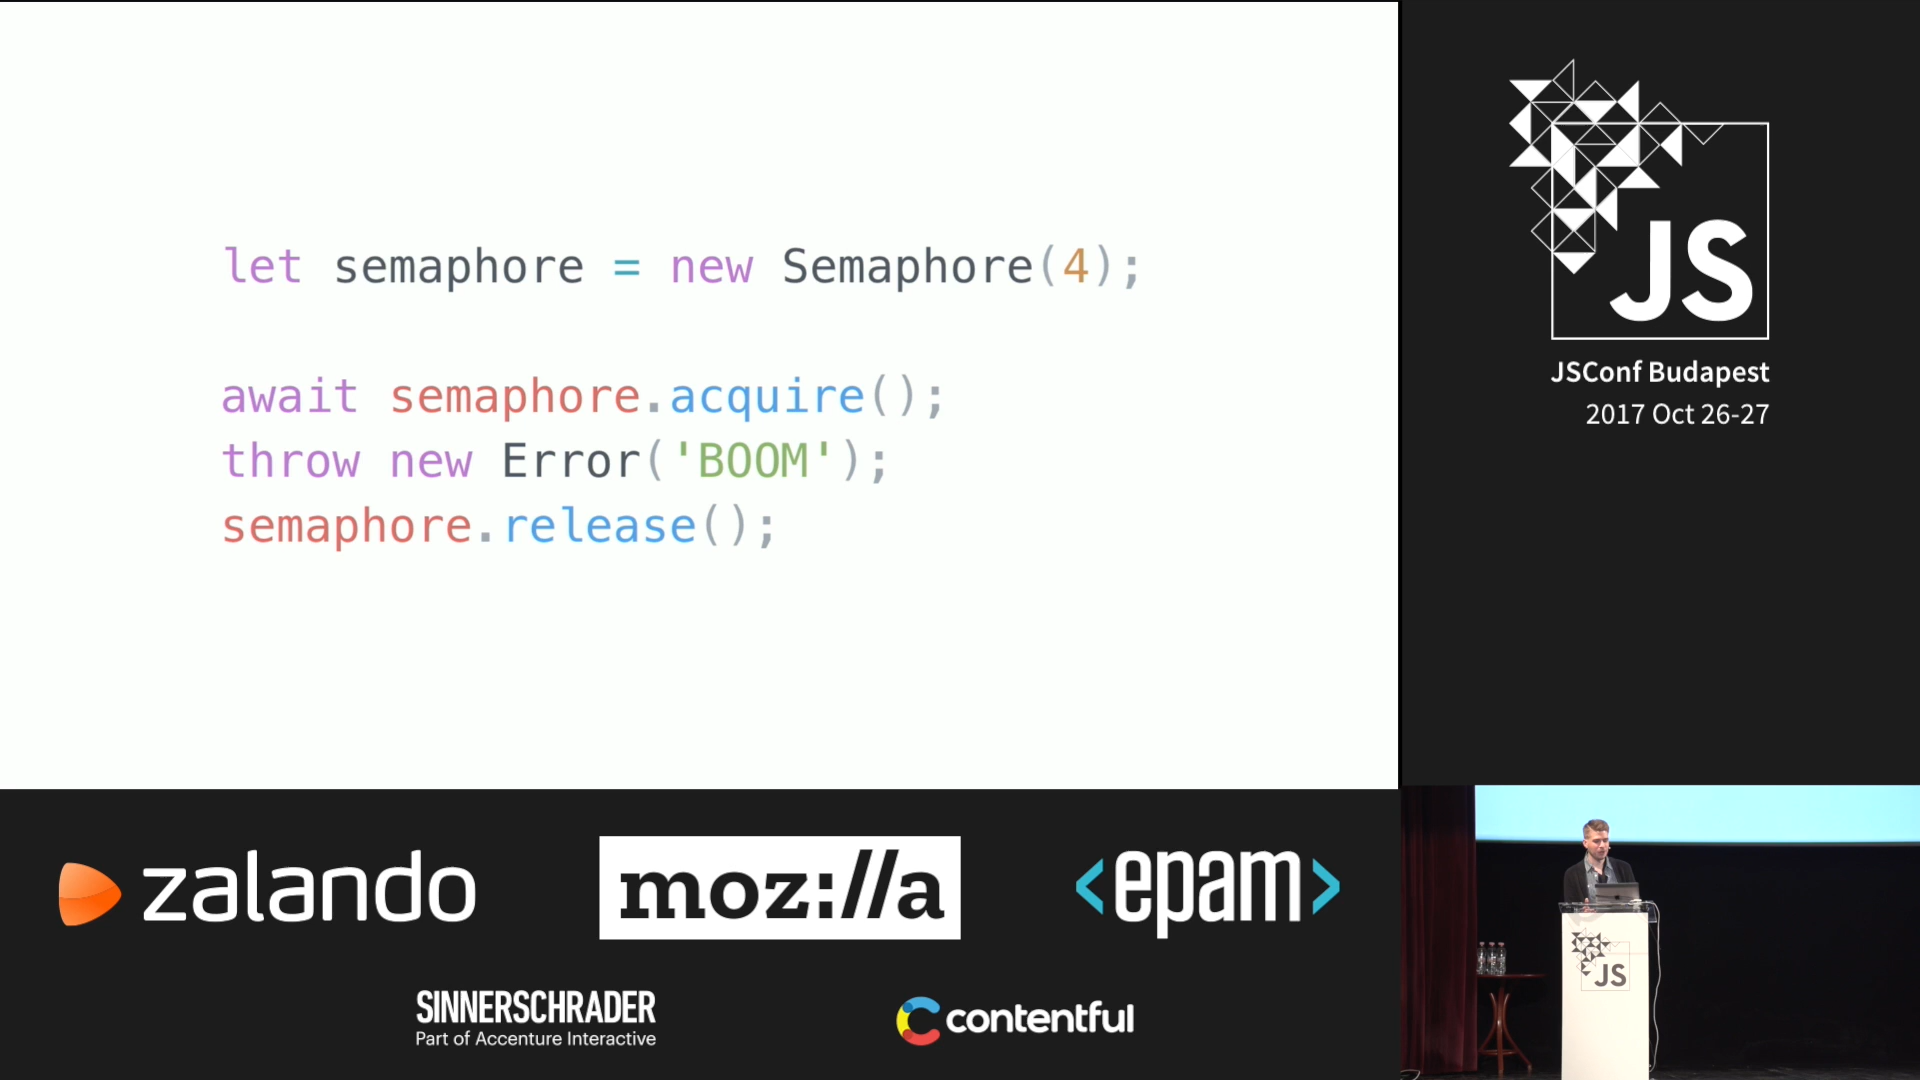 let semaphore = new Semaphore(4);
await semaphore.acquire();
throw new Error('BOOM');
semaphore.release();
JS
JSConf Budapest
2017 Oct 26-27
zalando
moz://a
<epam>
SINNERSCHRADER
Part of Accenture Interactive
contentful
JS